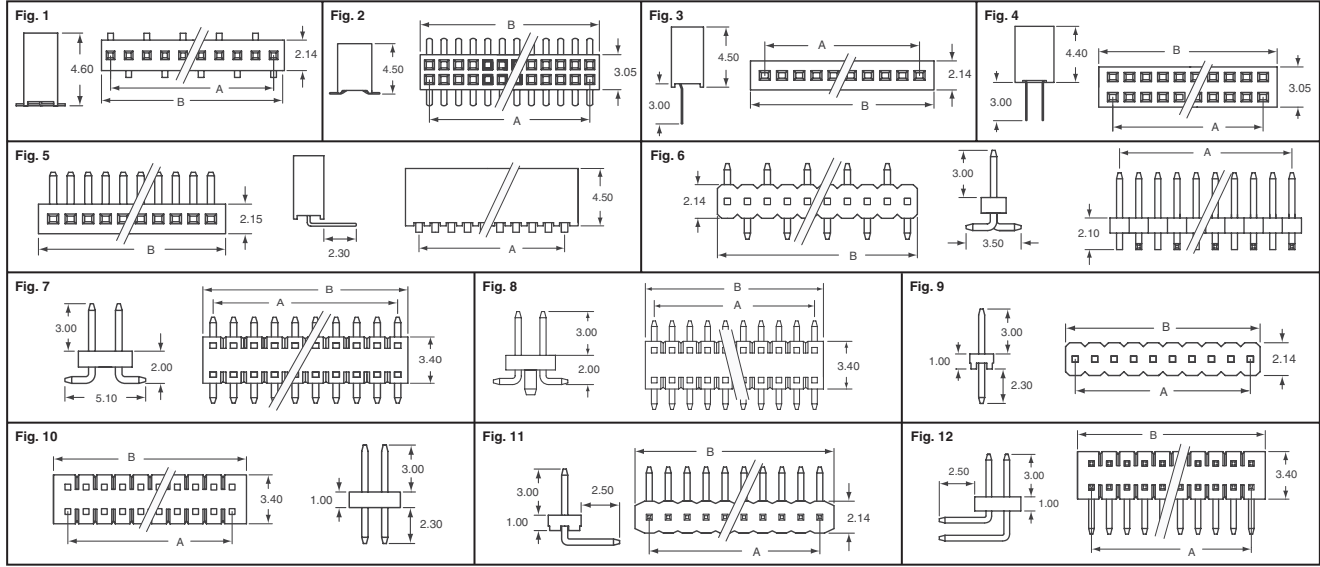 Fig. 1
4.60
2.14
A
B
Fig. 2
B
4.50
3.05
A
Fig. 3
4.50
3.00
A
2.14
B
Fig. 4
4.40
3.00
B
3.05
A
Fig. 5
2.15
B
2.30
4.50
A
Fig. 6
2.14
B
3.00
3.50
A
2.10
Fig. 7
3.00
2.00
5.10
B
A
3.40
Fig. 8
3.00
2.00
B
A
3.40
Fig. 9
3.00
1.00
2.30
B
2.14
A
Fig. 10
B
3.40
A
3.00
1.00
2.30
Fig. 11
3.00
2.50
1.00
B
2.14
A
Fig. 12
2.50
3.00
1.00
B
3.40
A